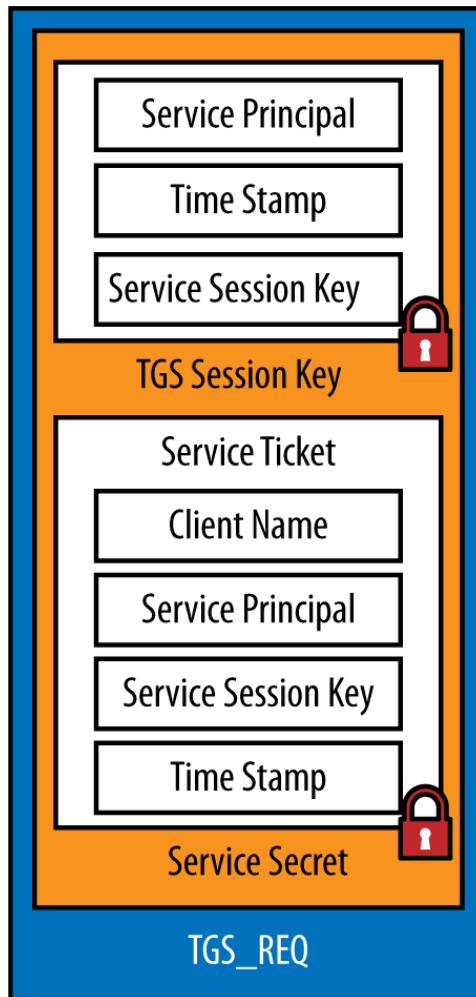 Service Principal
Time Stamp
Service Session Key
TGS Session Key
Service Ticket
Client Name
Service Principal
Service Session Key
Time Stamp
Service Secret
TGS_REQ